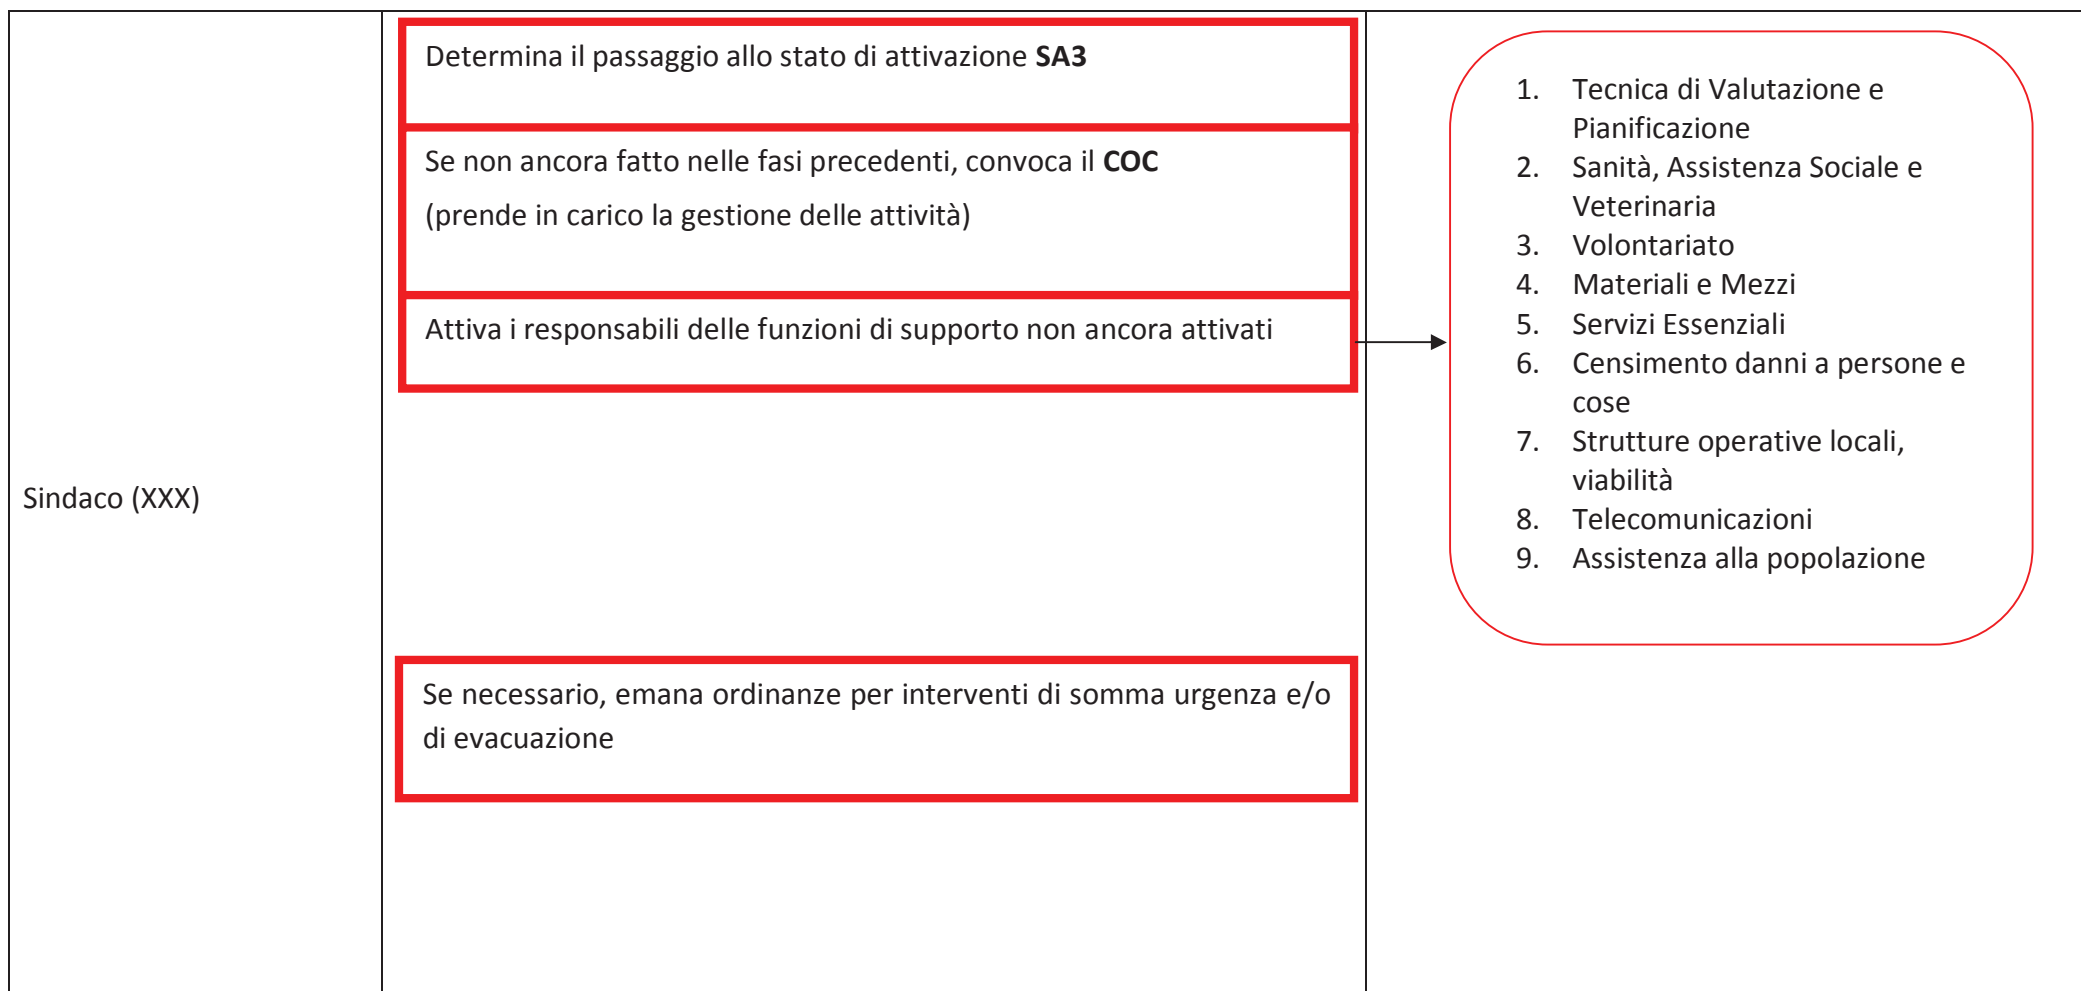 Sindaco (XXX)
Determina il passaggio allo stato di attivazione SA3
Se non ancora fatto nelle fasi precedenti, convoca il COC
(prende in carico la gestione delle attività)
Attiva i responsabili delle funzioni di supporto non ancora attivati
Se necessario, emana ordinanze per interventi di somma urgenza e/o
di evacuazione
1. Tecnica di Valutazione e
Pianificazione
2. Sanità, Assistenza Sociale e
Veterinaria
3. Volontariato
4. Materiali e Mezzi
5. Servizi Essenziali
6. Censimento danni a persone e
cose
7. Strutture operative locali,
viabilità
8. Telecomunicazioni
9. Assistenza alla popolazione